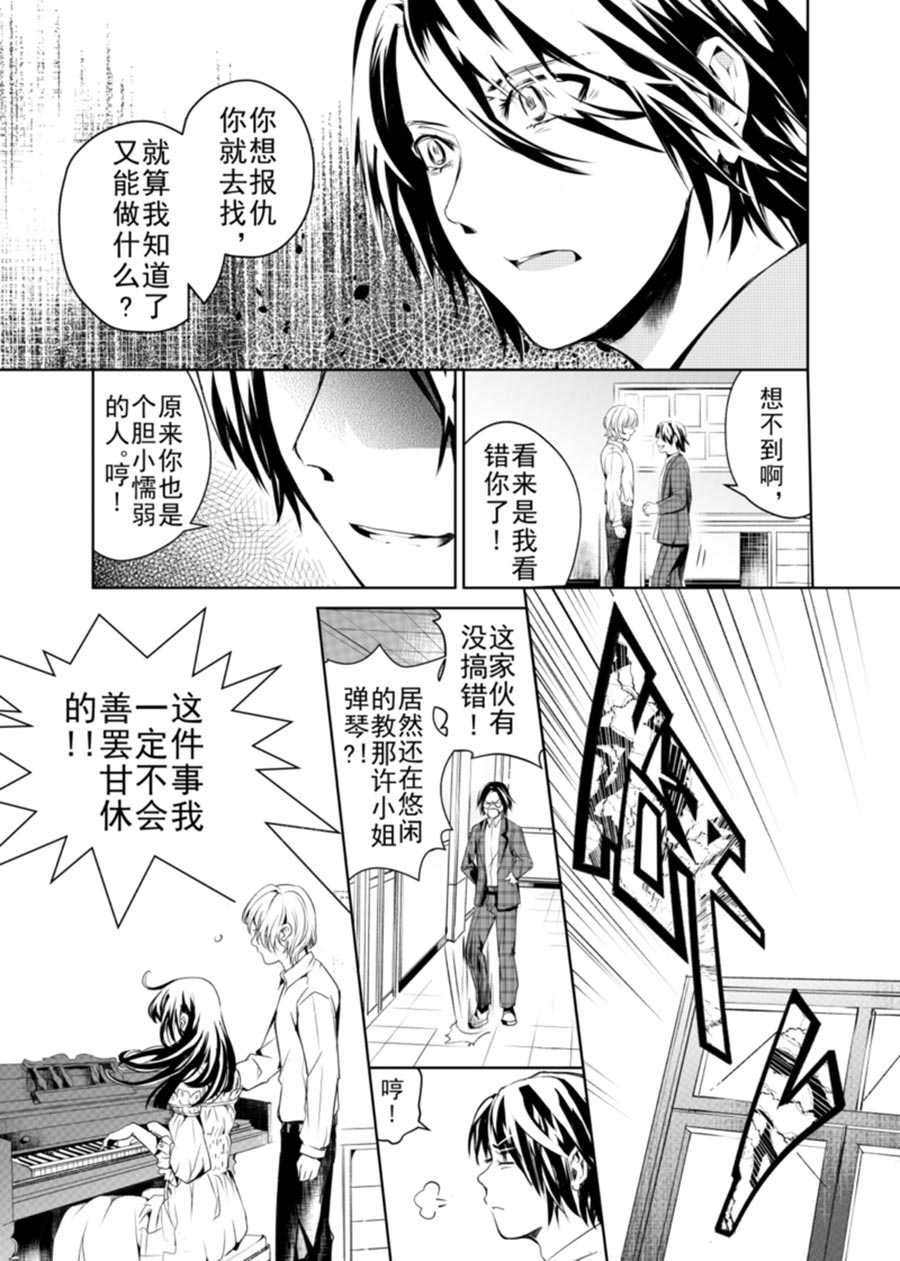 你想报仇
你就去找，
就算我知道了
又能做什么？
想不到啊，
看来是我看
错你了！
原来你也是
个胆小懦弱
的人。哼！
这家伙有
没搞错！
居然还在悠闲
的教那许小姐
弹琴？！
这件事我
一定不会
善罢甘休
的！！
哼！